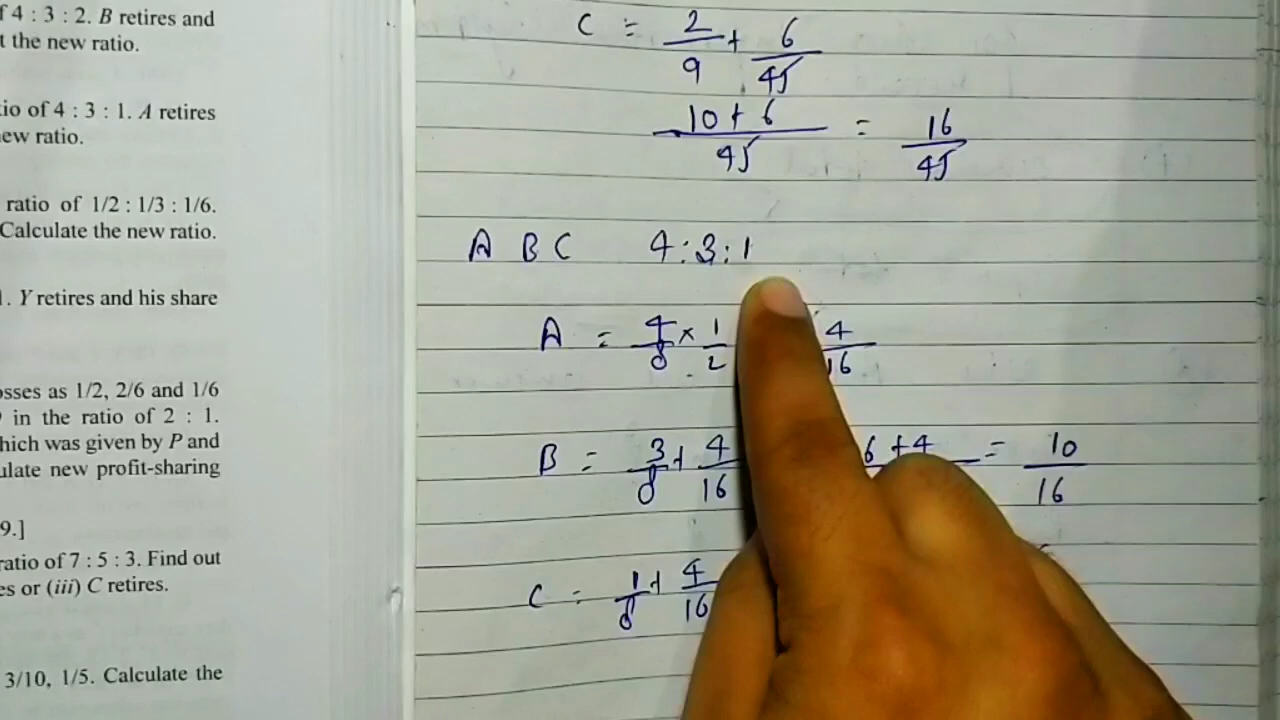 f 4 : 3 : 2. B retires and
t the new ratio.
tio of 4 : 3 : 1. A retires
ew ratio.
ratio of 1/2 : 1/3 : 1/6.
Calculate the new ratio.
. Y retires and his share
osses as 1/2, 2/6 and 1/6
in the ratio of 2 : 1.
hich was given by P and
ulate new profit-sharing
9.]
ratio of 7 : 5 : 3. Find out
es or (iii) C retires.
3/10, 1/5. Calculate the
C = 2/9 + 6/45
10 + 6 / 45 = 16/45
A B C 4 : 3 : 1
A = 4/8 × 1/2 4/16
B = 3/8 + 4/16 6 + 4 = 10/16
C = 1/8 + 4/16